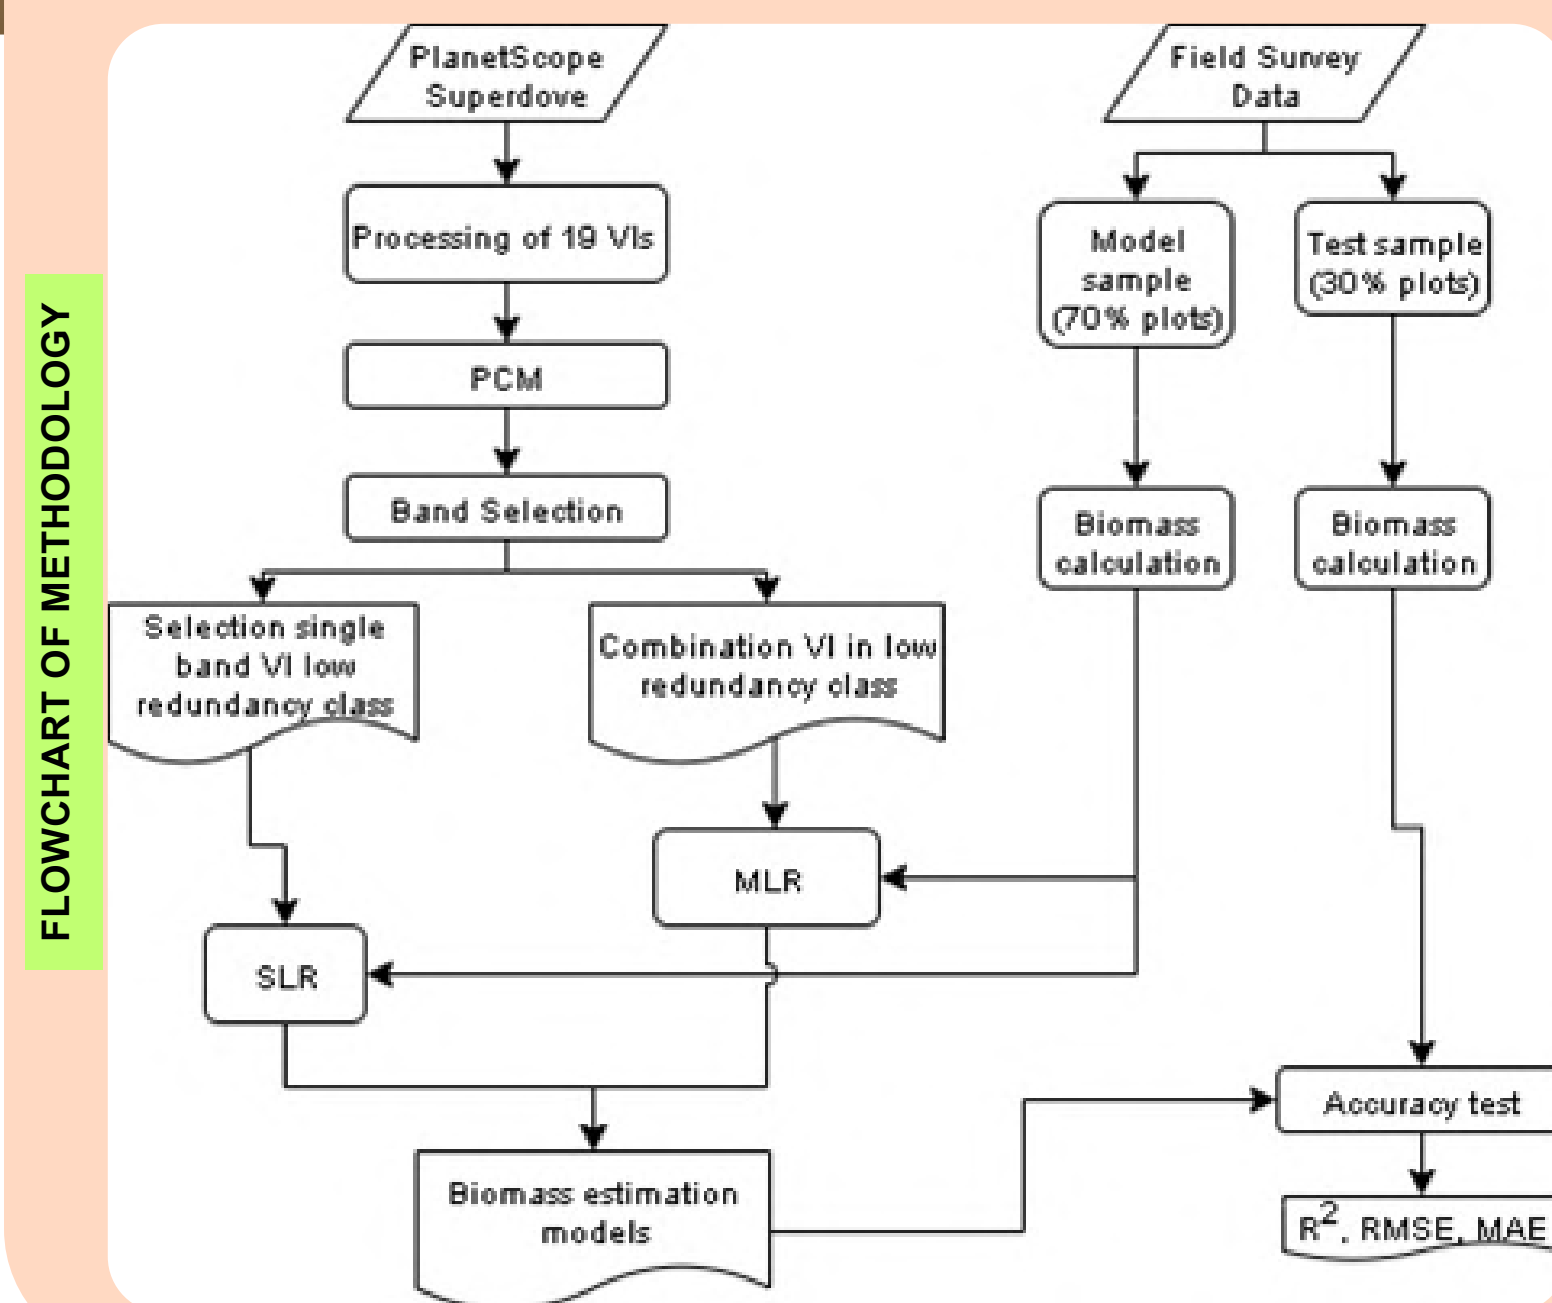 FLOWCHART OF METHODOLOGY
PlanetScope
Superdove
Processing of 19 VIs
PCM
Band Selection
Selection single
band VI low
redundancy class
Combination VI in low
redundancy class
MLR
SLR
Biomass estimation
models
Field Survey
Data
Model
sample
(70% plots)
Test sample
(30% plots)
Biomass
calculation
Biomass
calculation
Accuracy test
R², RMSE, MAE